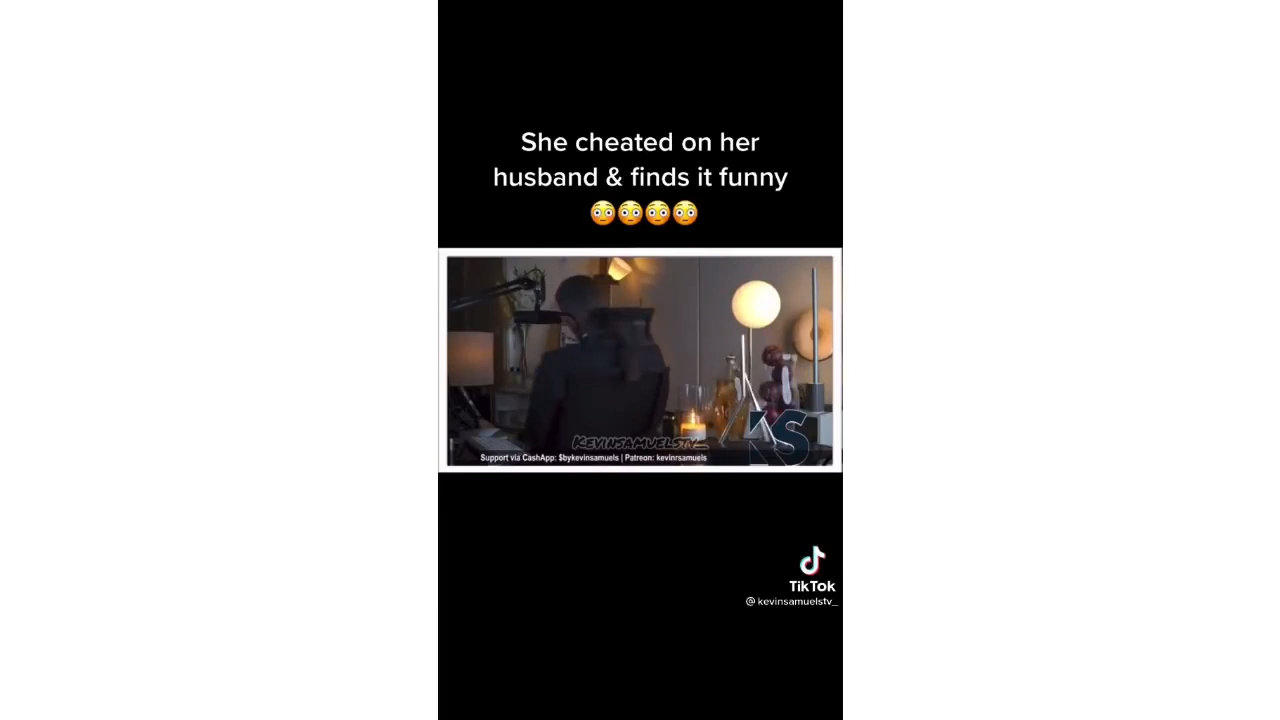 She cheated on her
husband & finds it funny
😳😳😳😳
KEVINSAMUELSTV_
KS
Support via CashApp: $bykevinsamuels | Patreon: kevinrsamuels
TikTok
@ kevinsamuelstv_